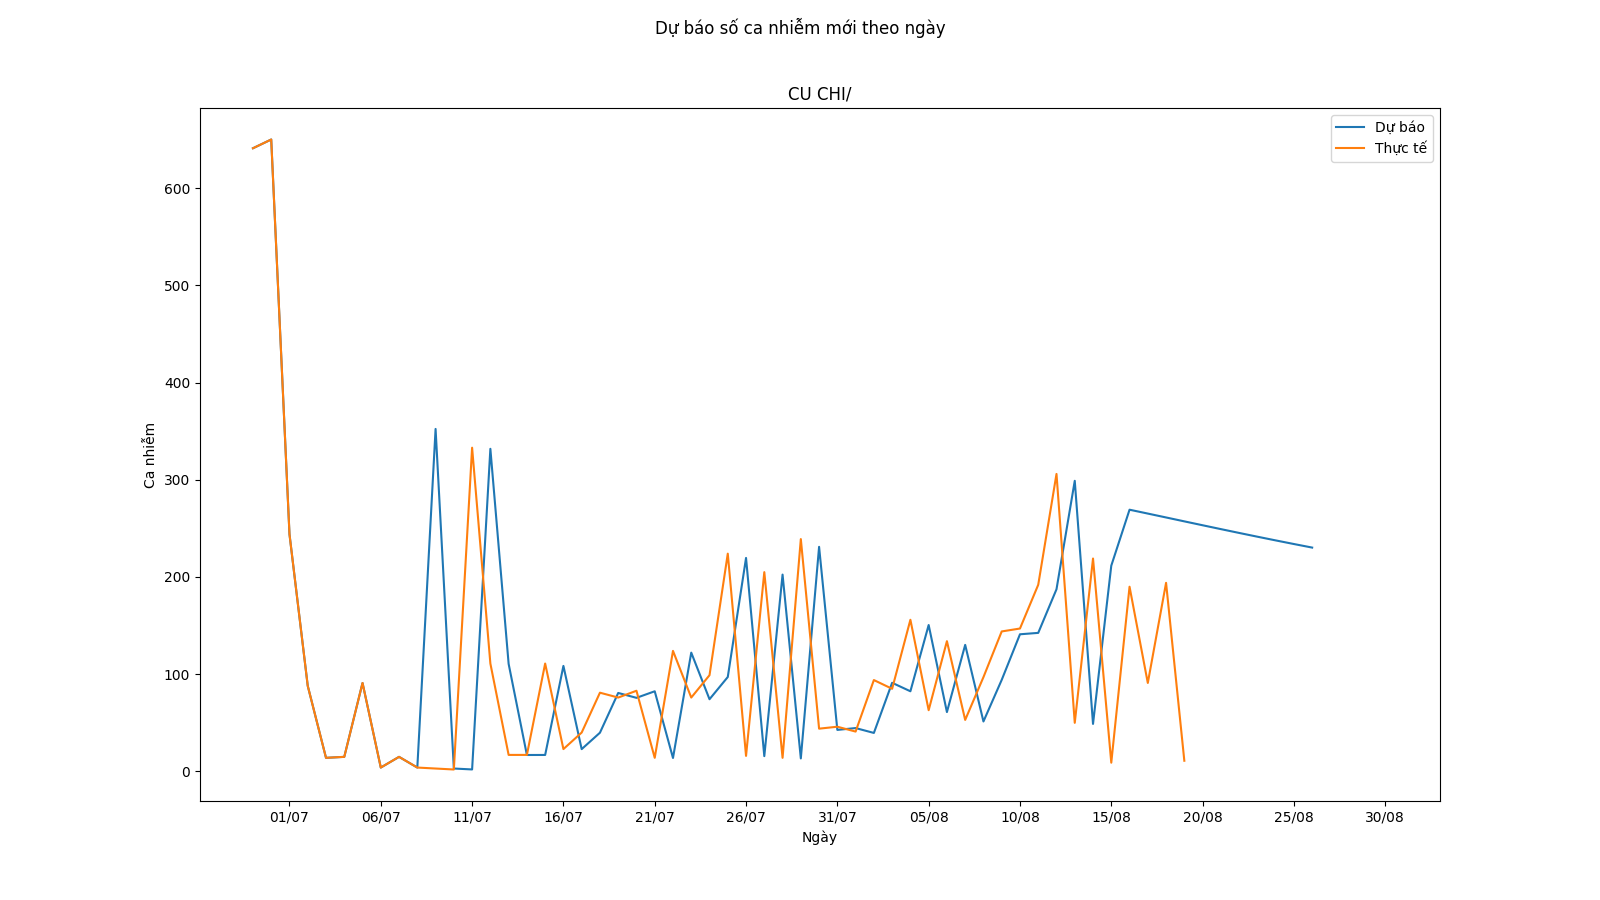 Dự báo số ca nhiễm mới theo ngày
CU CHI/
Dự báo
Thực tế
600
500
400
300
200
100
0
Ca nhiễm
01/07 06/07 11/07 16/07 21/07 26/07 31/07 05/08 10/08 15/08 20/08 25/08 30/08
Ngày